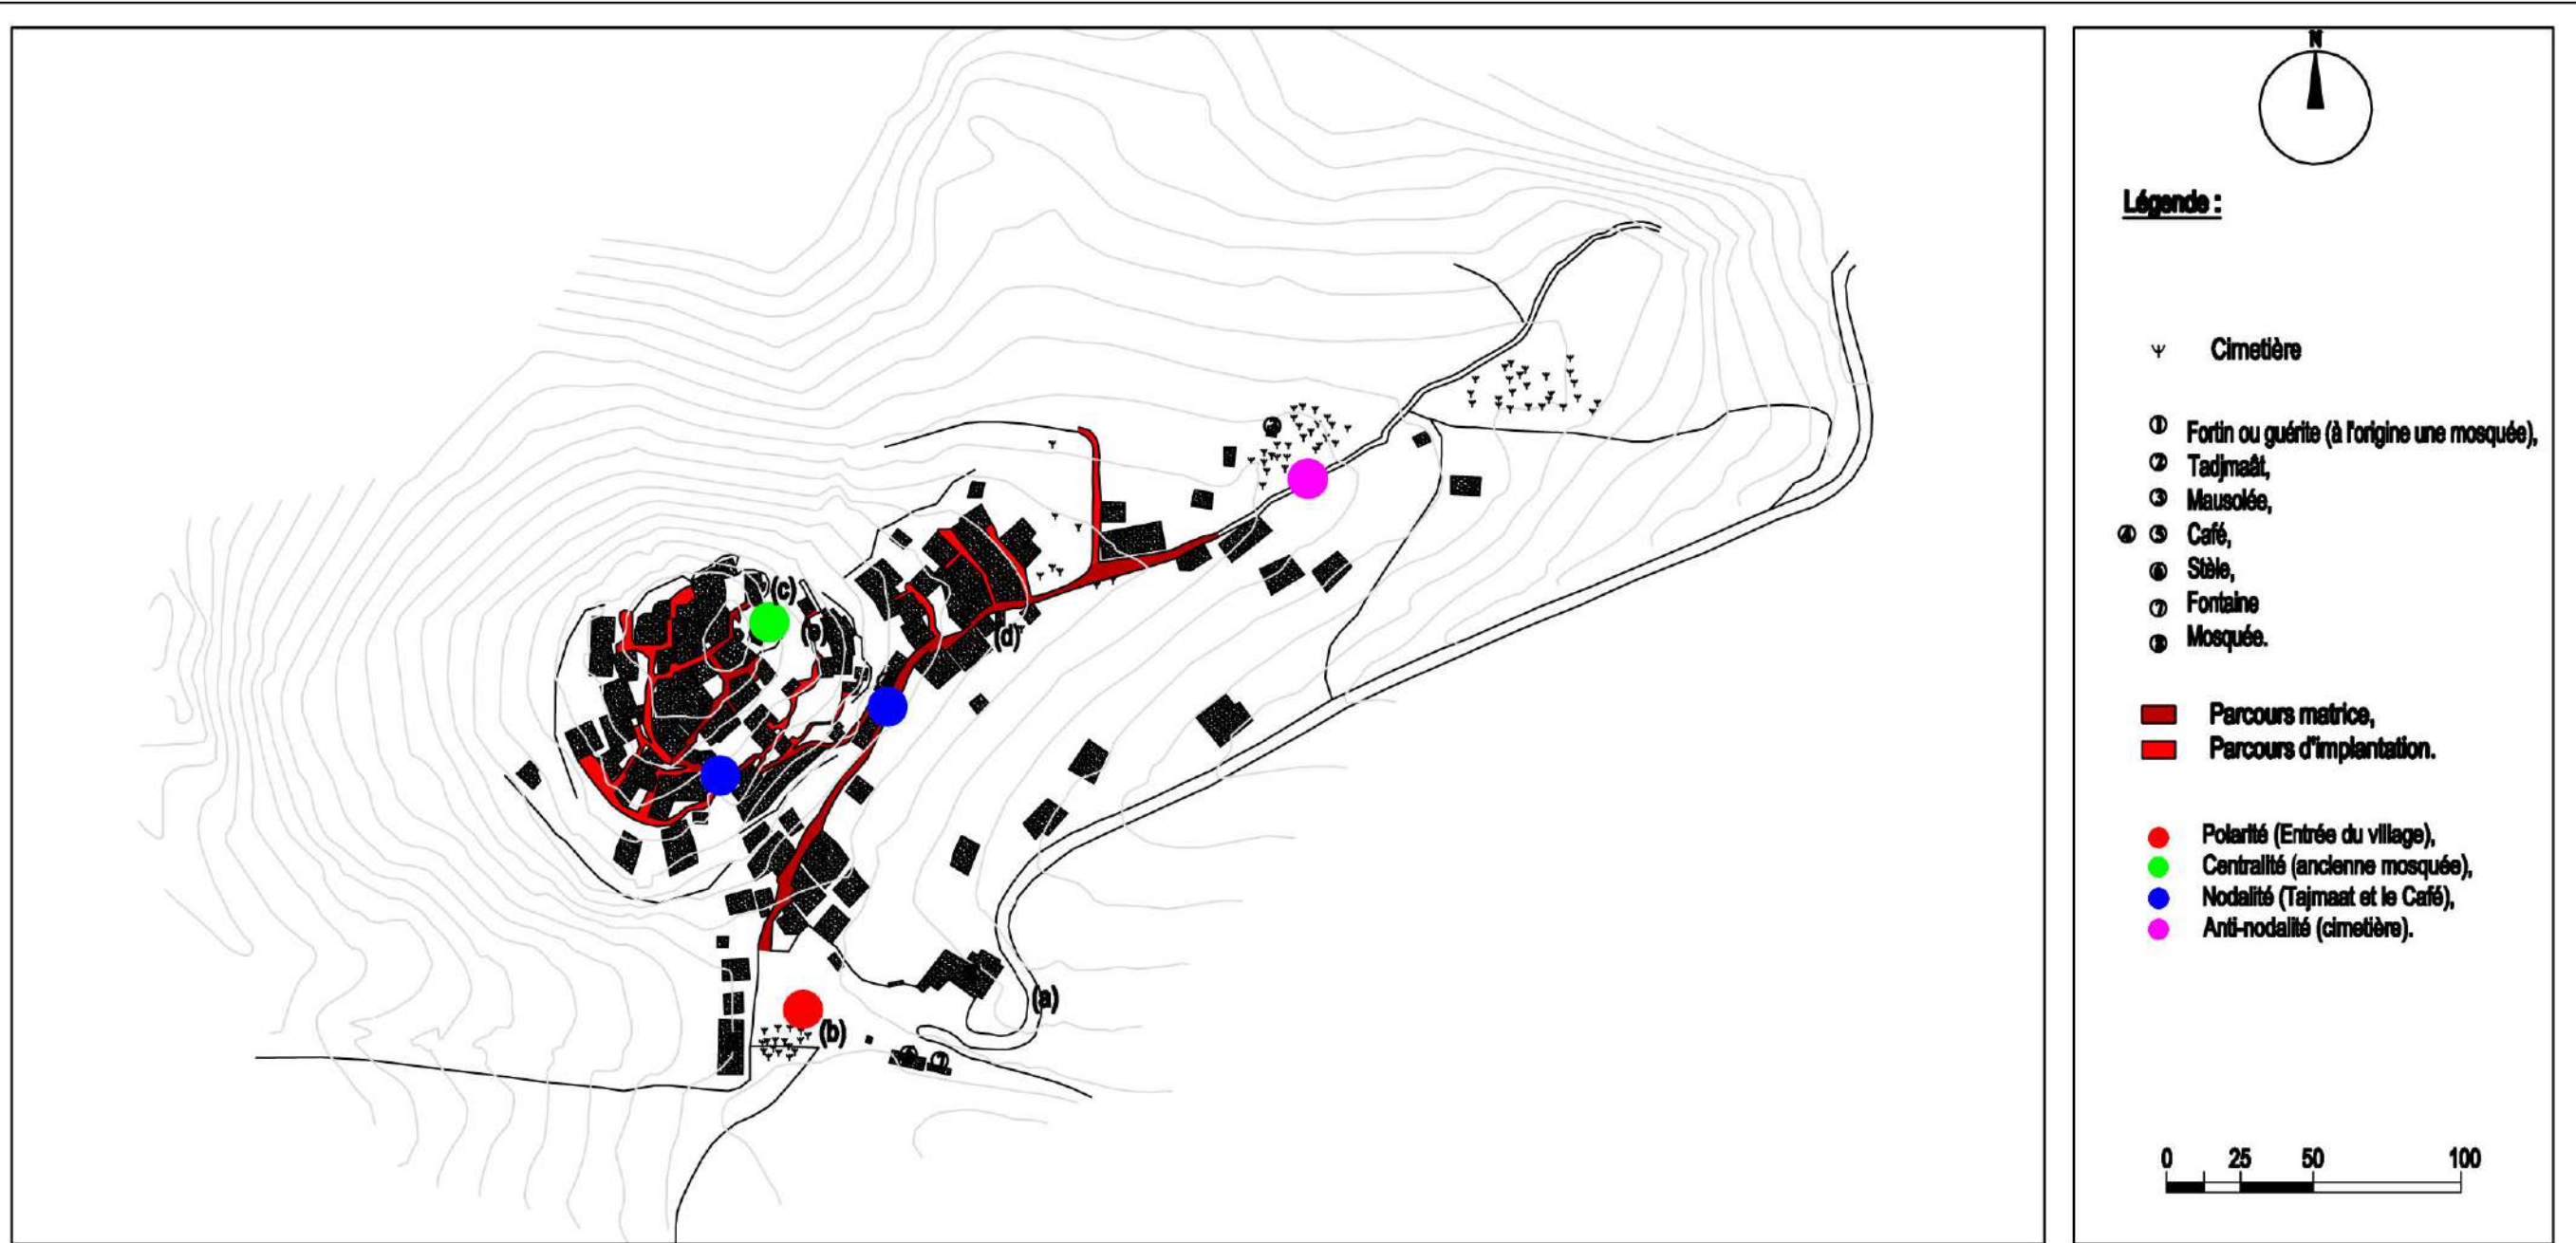 N
Légende :
Cimetière
① Fortin ou guérite (à l'origine une mosquée),
② Tadjmaât,
③ Mausolée,
④ ⑤ Café,
⑥ Stèle,
⑦ Fontaine
⑧ Mosquée.
Parcours matrice,
Parcours d'implantation.
Polarité (Entrée du village),
Centralité (ancienne mosquée),
Nodalité (Tajmaat et le Café),
Anti-nodalité (cimetière).
0 25 50 100
(c)
(d)
(a)
(b)